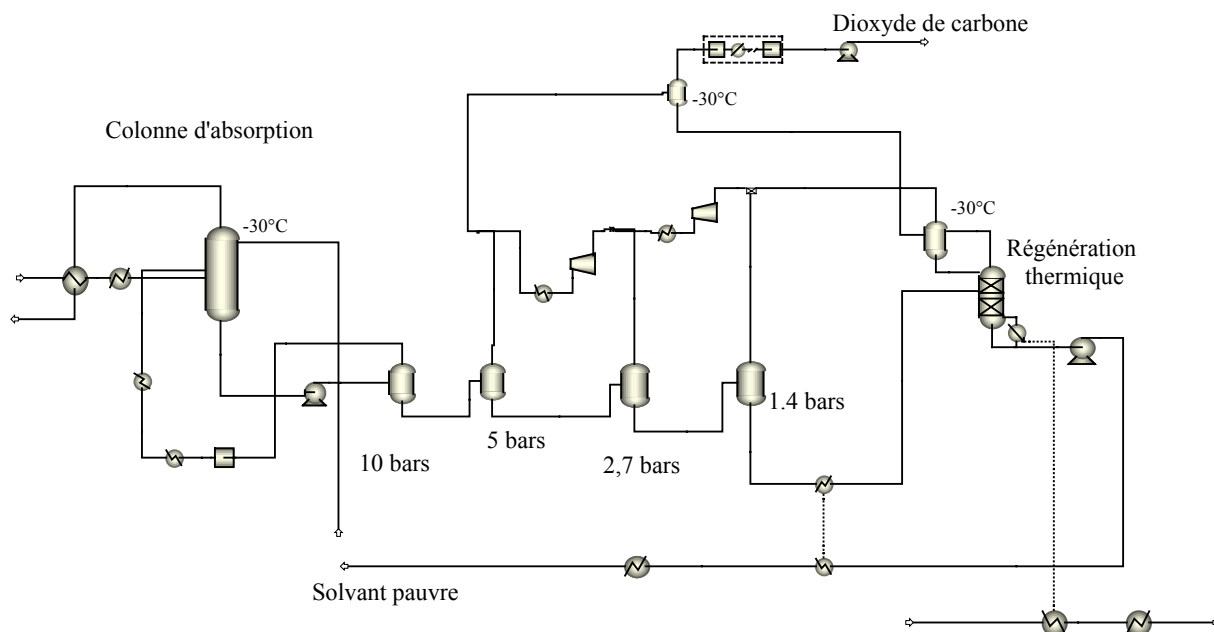 Dioxyde de carbone
-30°C
Colonne d'absorption
-30°C
-30°C
Régénération
thermique
1.4 bars
5 bars
10 bars
2,7 bars
Solvant pauvre